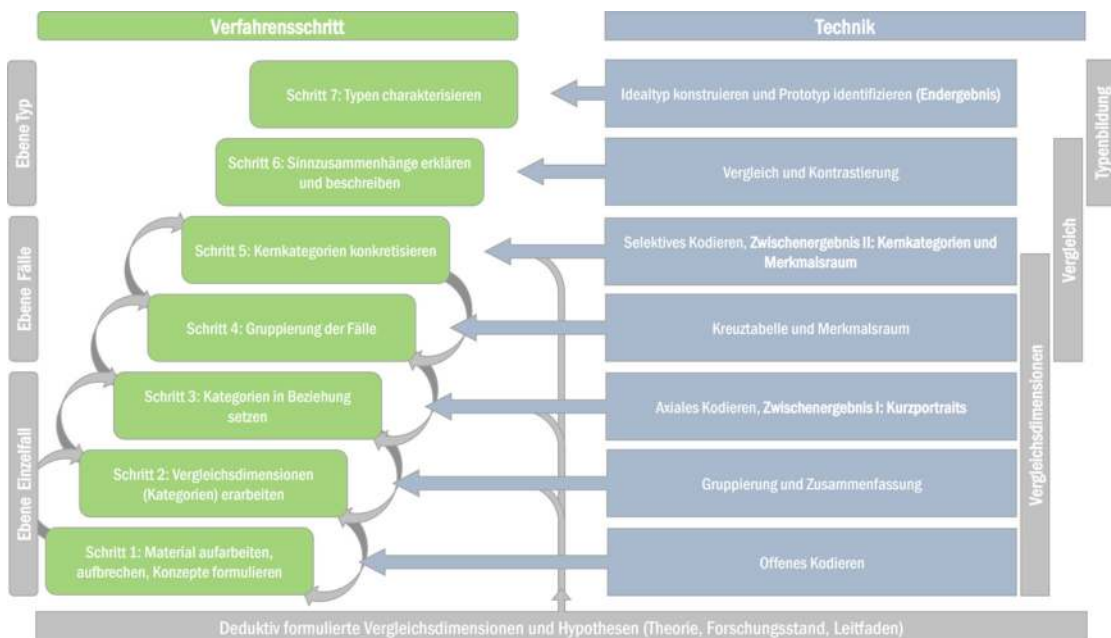 Verfahrensschritt
Technik
Ebene Typ
Schritt 7: Typen charakterisieren
Idealtyp konstruieren und Prototyp identifizieren (Endergebnis)
Typenbildung
Schritt 6: Sinnzusammenhänge erklären
und beschreiben
Vergleich und Kontrastierung
Vergleich
Ebene Fälle
Schritt 5: Kernkategorien konkretisieren
Selektives Kodieren, Zwischenergebnis II: Kernkategorien und
Merkmalsraum
Schritt 4: Gruppierung der Fälle
Kreuztabelle und Merkmalsraum
Vergleichsdimensionen
Ebene Einzelfall
Schritt 3: Kategorien in Beziehung
setzen
Axiales Kodieren, Zwischenergebnis I: Kurzportraits
Schritt 2: Vergleichsdimensionen
(Kategorien) erarbeiten
Gruppierung und Zusammenfassung
Schritt 1: Material aufarbeiten,
aufbrechen, Konzepte formulieren
Offenes Kodieren
Deduktiv formulierte Vergleichsdimensionen und Hypothesen (Theorie, Forschungsstand, Leitfaden)